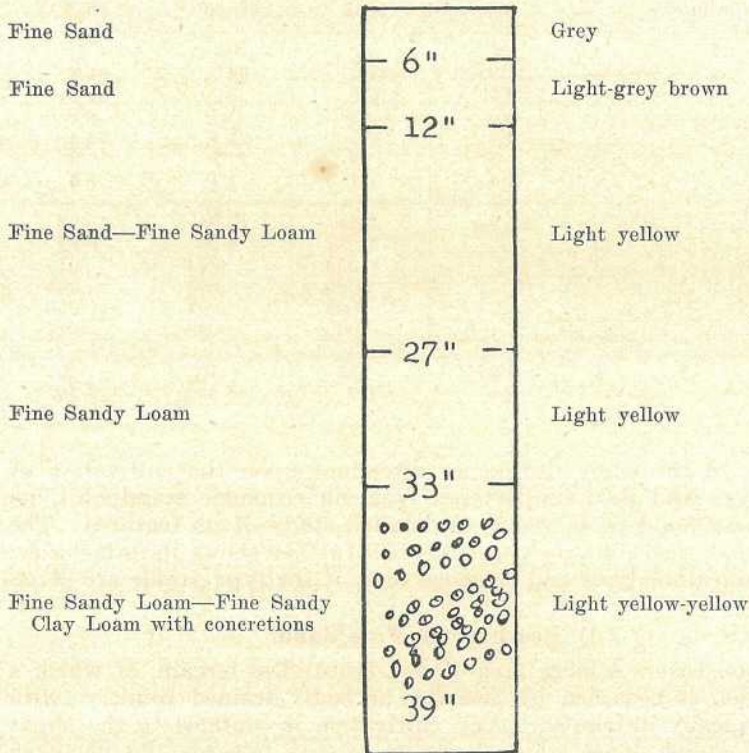 Fine Sand Grey
6"
Fine Sand Light-grey brown
12"
Fine Sand—Fine Sandy Loam Light yellow
27"
Fine Sandy Loam Light yellow
33"
Fine Sandy Loam—Fine Sandy Light yellow-yellow
Clay Loam with concretions
39"